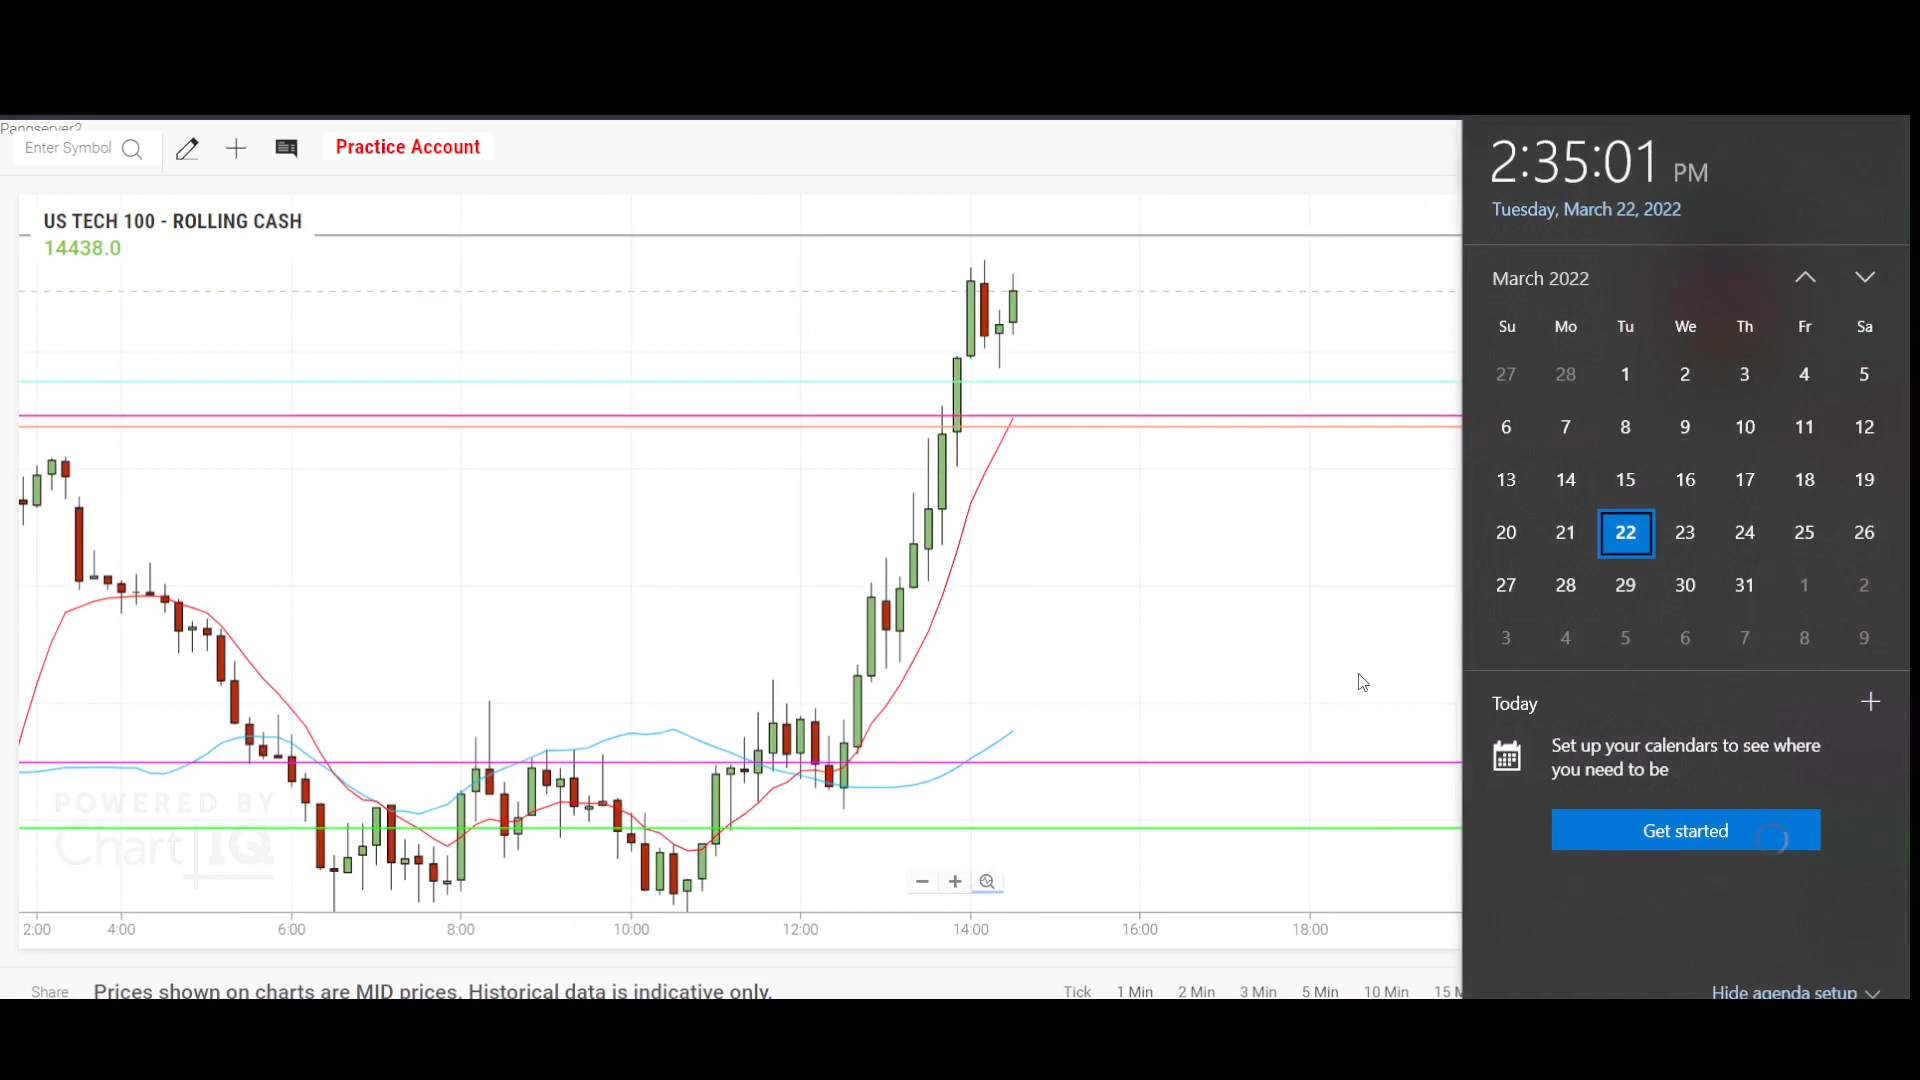 Pangserver2
Enter Symbol
Practice Account
US TECH 100 - ROLLING CASH
14438.0
POWERED BY
ChartIQ
2:00 4:00 6:00 8:00 10:00 12:00 14:00 16:00 18:00
Share Prices shown on charts are MID prices. Historical data is indicative only. Tick 1 Min 2 Min 3 Min 5 Min 10 Min 15 M
2:35:01 PM
Tuesday, March 22, 2022
March 2022
Su Mo Tu We Th Fr Sa
27 28 1 2 3 4 5
6 7 8 9 10 11 12
13 14 15 16 17 18 19
20 21 22 23 24 25 26
27 28 29 30 31 1 2
3 4 5 6 7 8 9
Today
Set up your calendars to see where
you need to be
Get started
Hide agenda setup